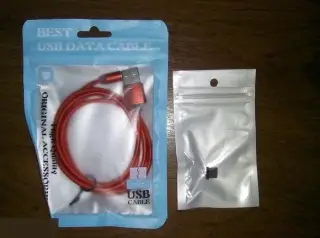 BEST
USB DATA CABLE
ORIGINAL ACCESSORIES
USB
CABLE